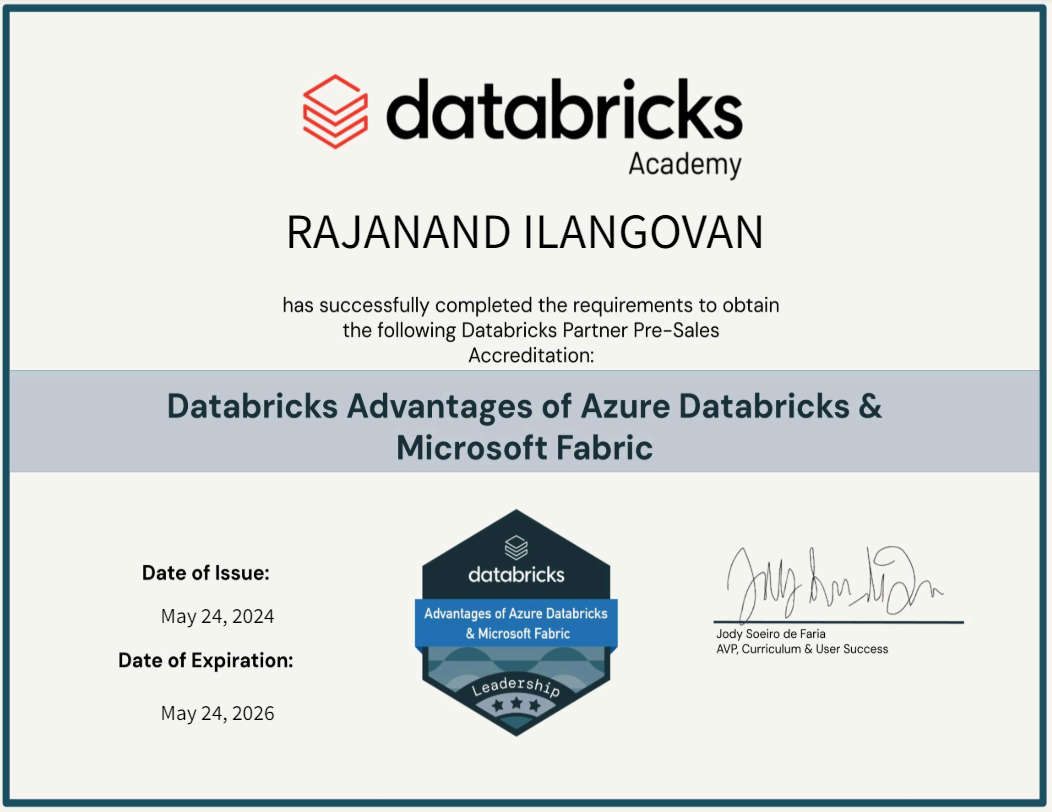 databricks
Academy
RAJANAND ILANGOVAN
has successfully completed the requirements to obtain
the following Databricks Partner Pre-Sales
Accreditation:
Databricks Advantages of Azure Databricks &
Microsoft Fabric
Date of Issue:
May 24, 2024
Date of Expiration:
May 24, 2026
databricks
Advantages of Azure Databricks
& Microsoft Fabric
Leadership
Jody Soeiro de Faria
AVP, Curriculum & User Success